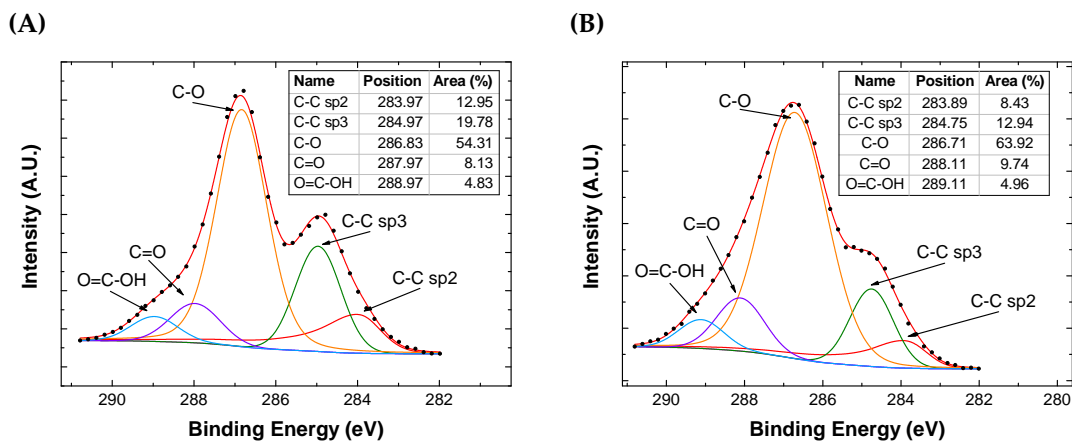 (A)
Name Position Area (%)
C-C sp2 283.97 12.95
C-C sp3 284.97 19.78
C-O 286.83 54.31
C=O 287.97 8.13
O=C-OH 288.97 4.83
C-O
C-C sp3
C=O
O=C-OH
C-C sp2
Intensity (A.U.)
290 288 286 284 282
Binding Energy (eV)
(B)
Name Position Area (%)
C-C sp2 283.89 8.43
C-C sp3 284.75 12.94
C-O 286.71 63.92
C=O 288.11 9.74
O=C-OH 289.11 4.96
C-O
C=O
C-C sp3
O=C-OH
C-C sp2
Intensity (A.U.)
290 288 286 284 282 280
Binding Energy (eV)